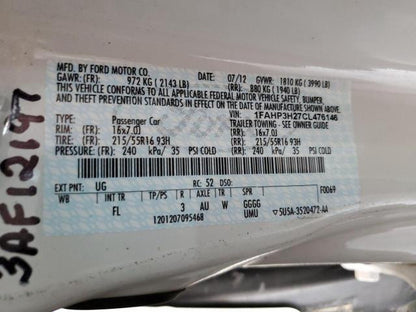 MFD. BY FORD MOTOR CO.
DATE: 07/12 GVWR: 1810 KG (3990 LB)
GAWR: (FR): 972 KG (2143 LB) (RR): 880 KG (1940 LB)
THIS VEHICLE CONFORMS TO ALL APPLICABLE FEDERAL MOTOR VEHICLE SAFETY, BUMPER
AND THEFT PREVENTION STANDARDS IN EFFECT ON THE DATE OF MANUFACTURE SHOWN ABOVE.
VIN: 1FAHP3H27CL476146
TYPE: Passenger Car TRAILER TOWING - SEE OWNER GUIDE
RIM: (FR) 16x7.0J (RR) 16x7.0J
TIRE: (FR) 215/55R16 93H (RR) 215/55R16 93H
PRESSURE: (FR) 240 kPa/ 35 PSI COLD (RR) 240 kPa/ 35 PSI COLD
EXT PNT: UG RC: 52 DSO: F0069
WB INT TR TP/PS R AXLE TR SPR
FL 3 AU W GGGG
1201207095468 UMU 5U5A-3520472-AA
3AF12197